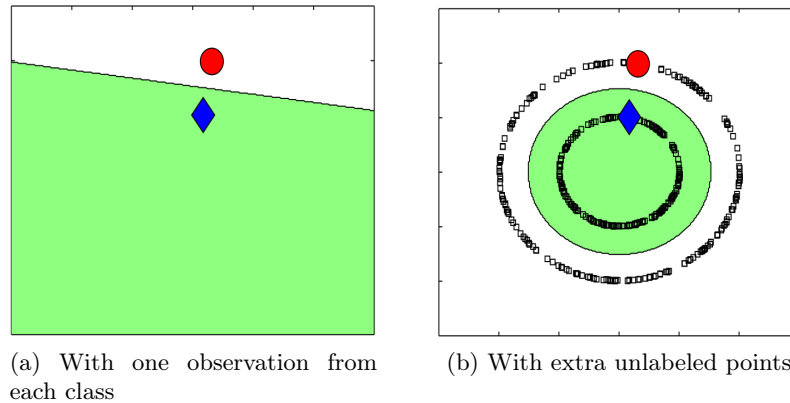 (a) With one observation from
each class
(b) With extra unlabeled points